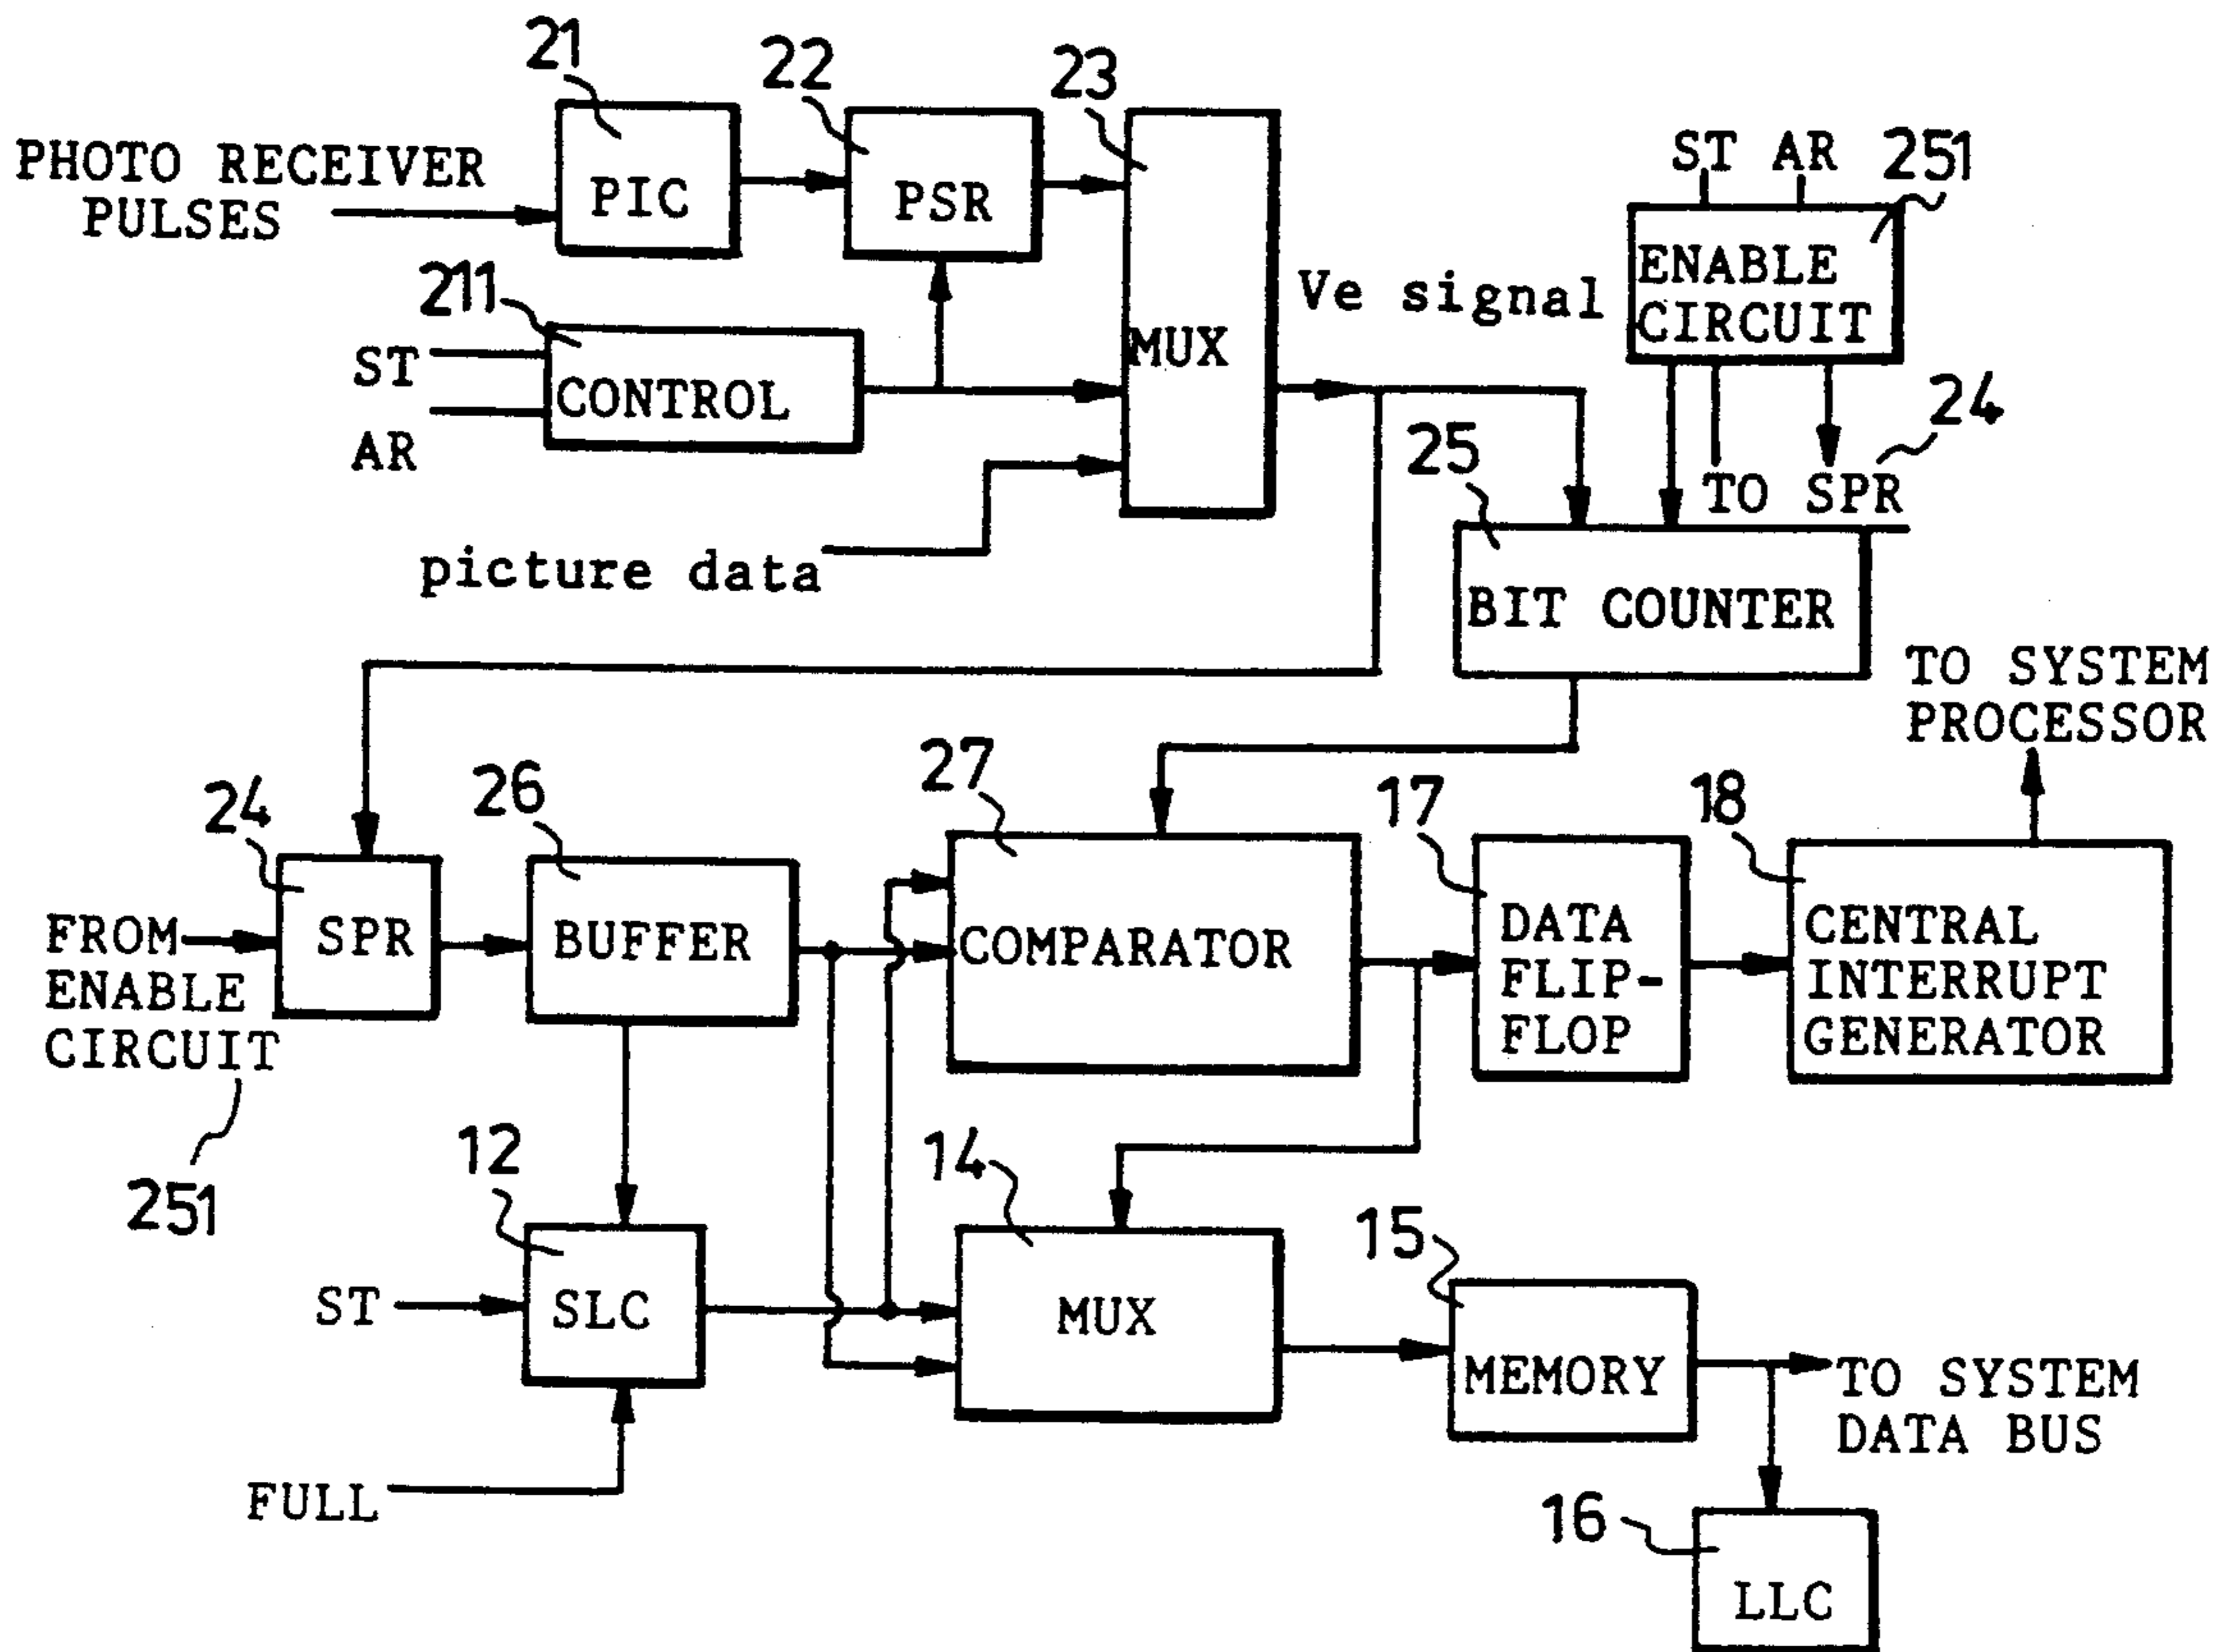 21
22
23
PHOTO RECEIVER
PULSES
PIC
PSR
MUX
ST AR
251
ENABLE
CIRCUIT
Ve signal
211
ST
AR
CONTROL
24
TO SPR
25
picture data
BIT COUNTER
TO SYSTEM
PROCESSOR
24
26
27
17
18
FROM
ENABLE
CIRCUIT
251
SPR
BUFFER
COMPARATOR
DATA
FLIP-
FLOP
CENTRAL
INTERRUPT
GENERATOR
12
14
15
ST
SLC
MUX
MEMORY
TO SYSTEM
DATA BUS
FULL
16
LLC